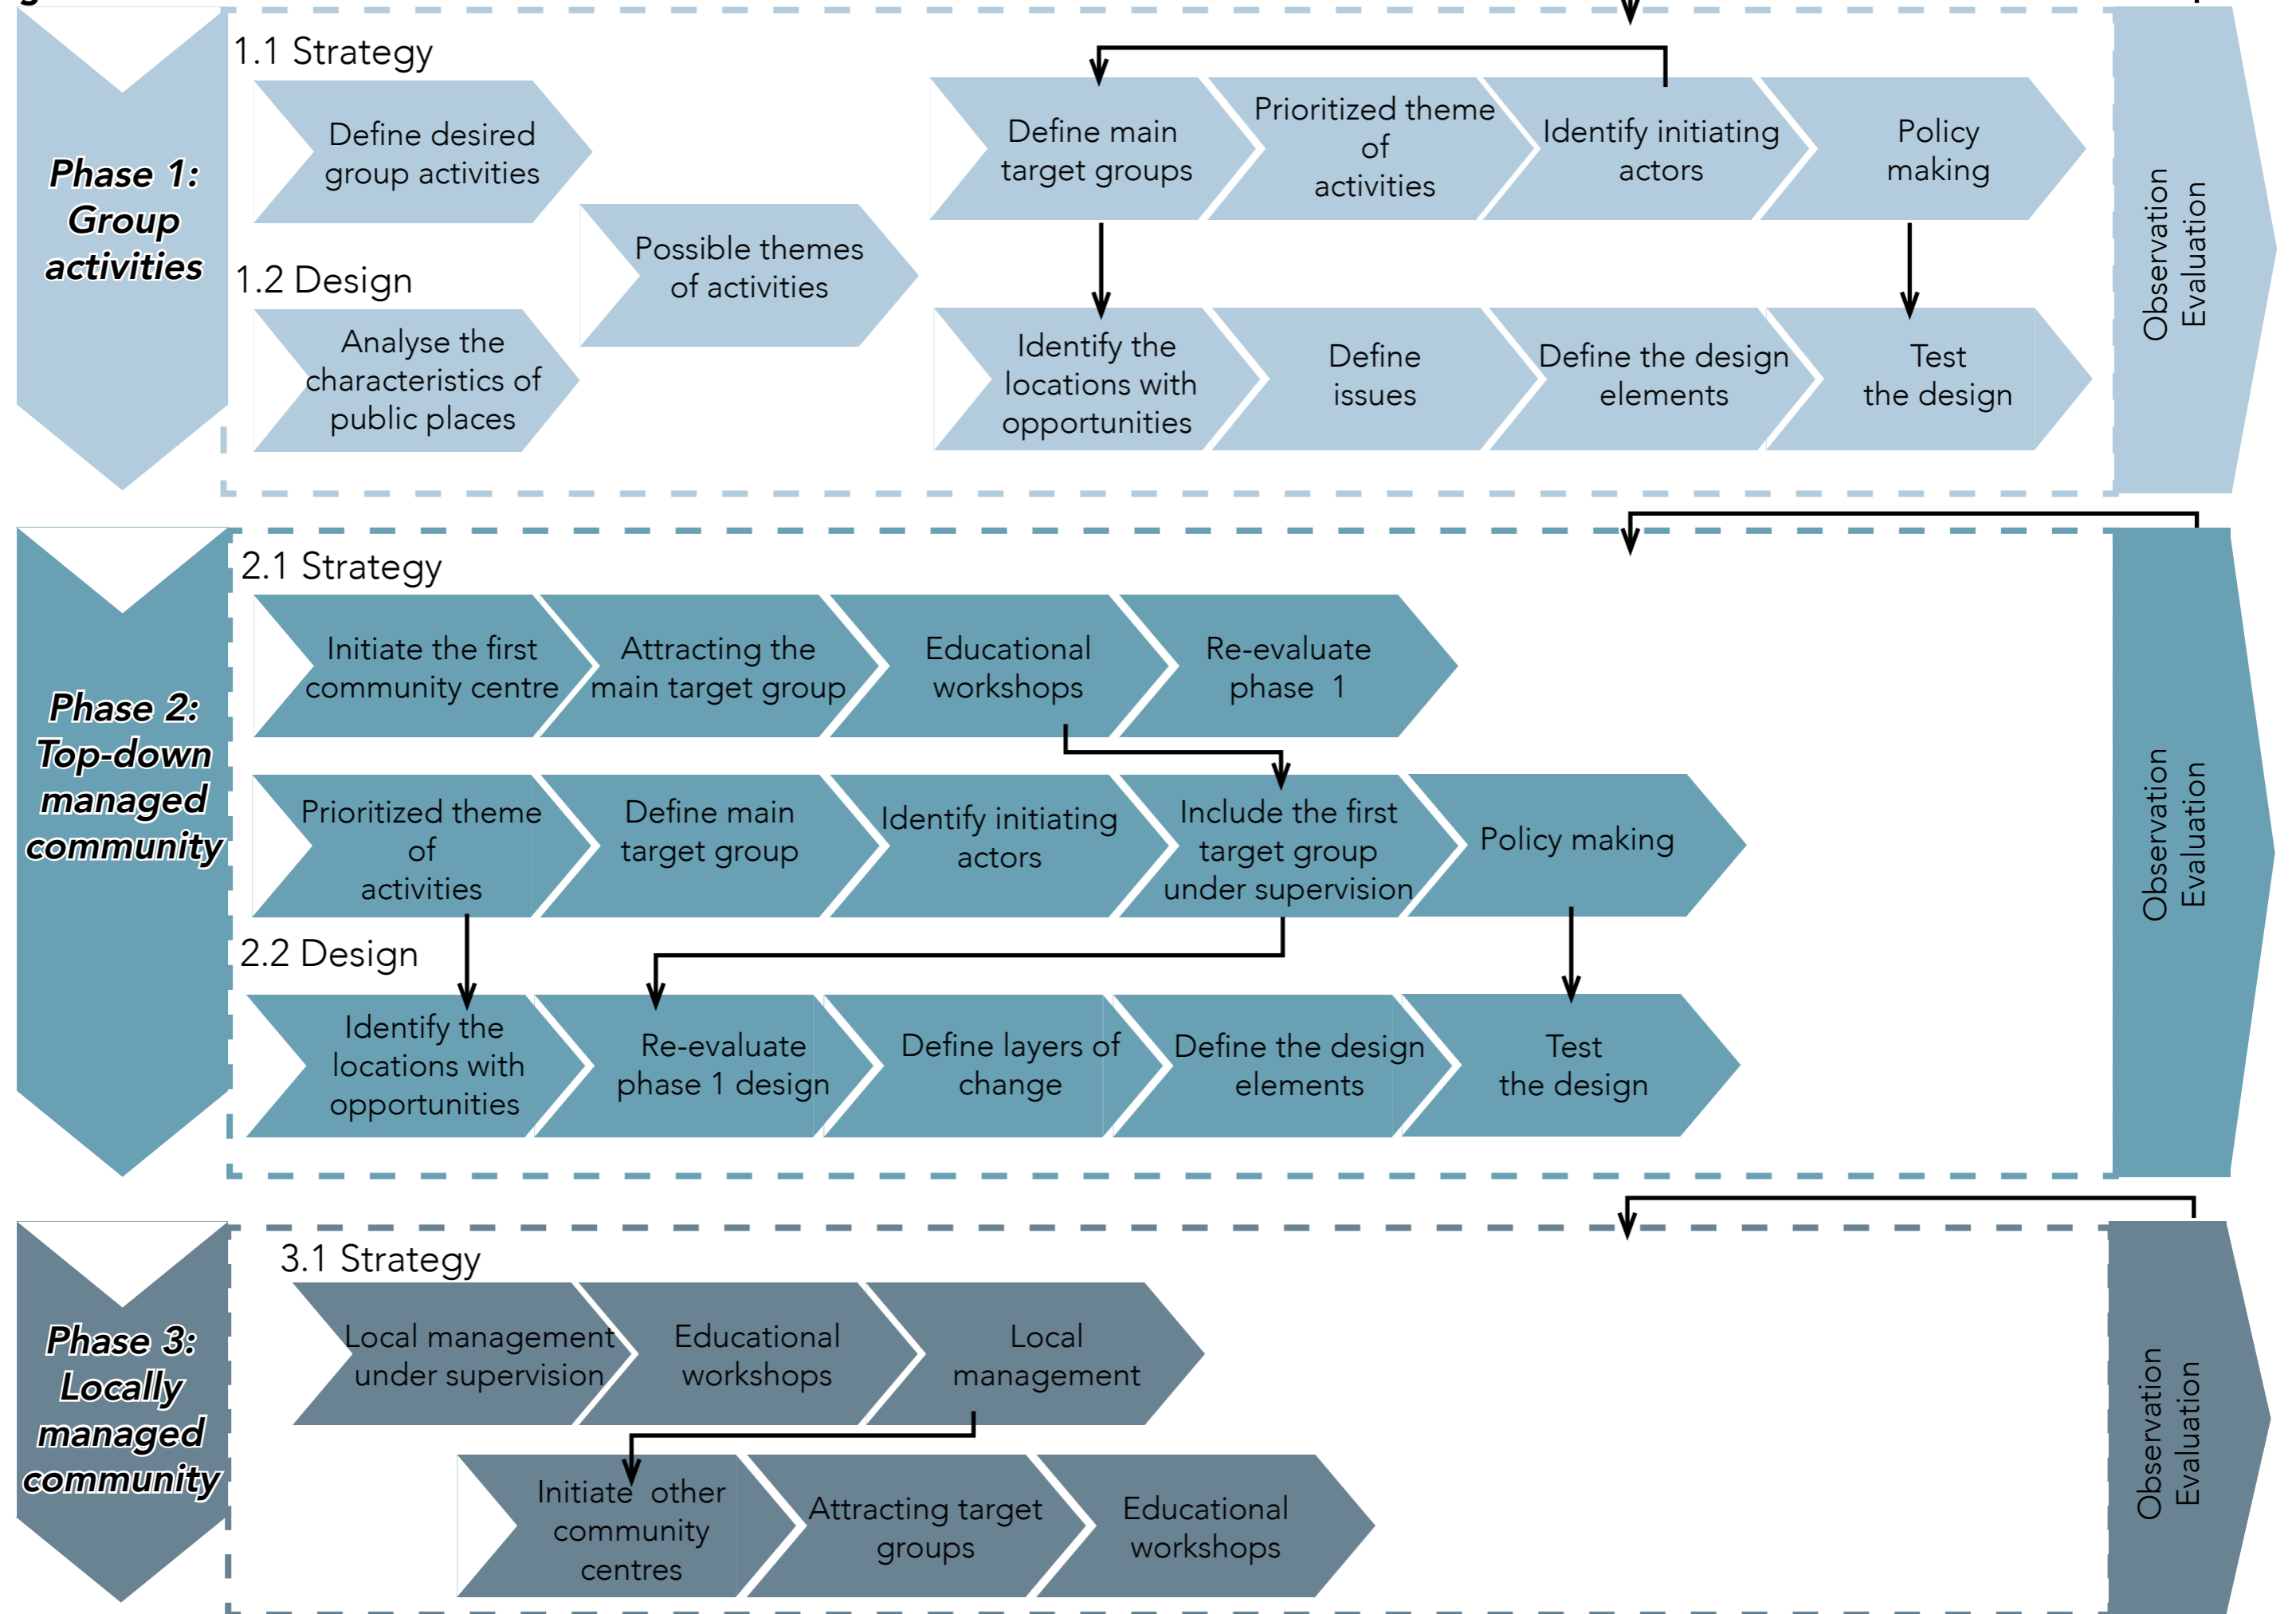 Phase 1:
Group
activities
1.1 Strategy
Define desired
group activities
1.2 Design
Analyse the
characteristics of
public places
Possible themes
of activities
Define main
target groups
Prioritized theme
of
activities
Identify initiating
actors
Policy
making
Identify the
locations with
opportunities
Define
issues
Define the design
elements
Test
the design
Observation
Evaluation
Phase 2:
Top-down
managed
community
2.1 Strategy
Initiate the first
community centre
Attracting the
main target group
Educational
workshops
Re-evaluate
phase 1
Prioritized theme
of
activities
Define main
target group
Identify initiating
actors
Include the first
target group
under supervision
Policy making
2.2 Design
Identify the
locations with
opportunities
Re-evaluate
phase 1 design
Define layers of
change
Define the design
elements
Test
the design
Observation
Evaluation
Phase 3:
Locally
managed
community
3.1 Strategy
Local management
under supervision
Educational
workshops
Local
management
Initiate other
community
centres
Attracting target
groups
Educational
workshops
Observation
Evaluation